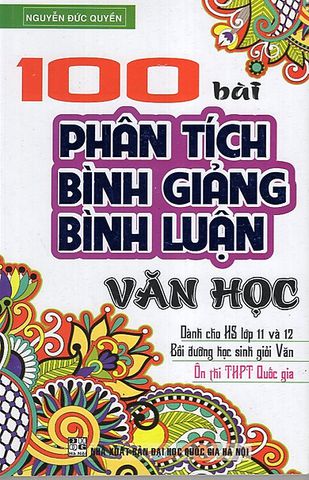 NGUYỄN ĐỨC QUYỀN
100 bài
PHÂN TÍCH
BÌNH GIẢNG
BÌNH LUẬN
VĂN HỌC
Dành cho HS lớp 11 và 12
Bồi dưỡng học sinh giỏi Văn
Ôn thi THPT Quốc gia
NHÀ XUẤT BẢN ĐẠI HỌC QUỐC GIA HÀ NỘI